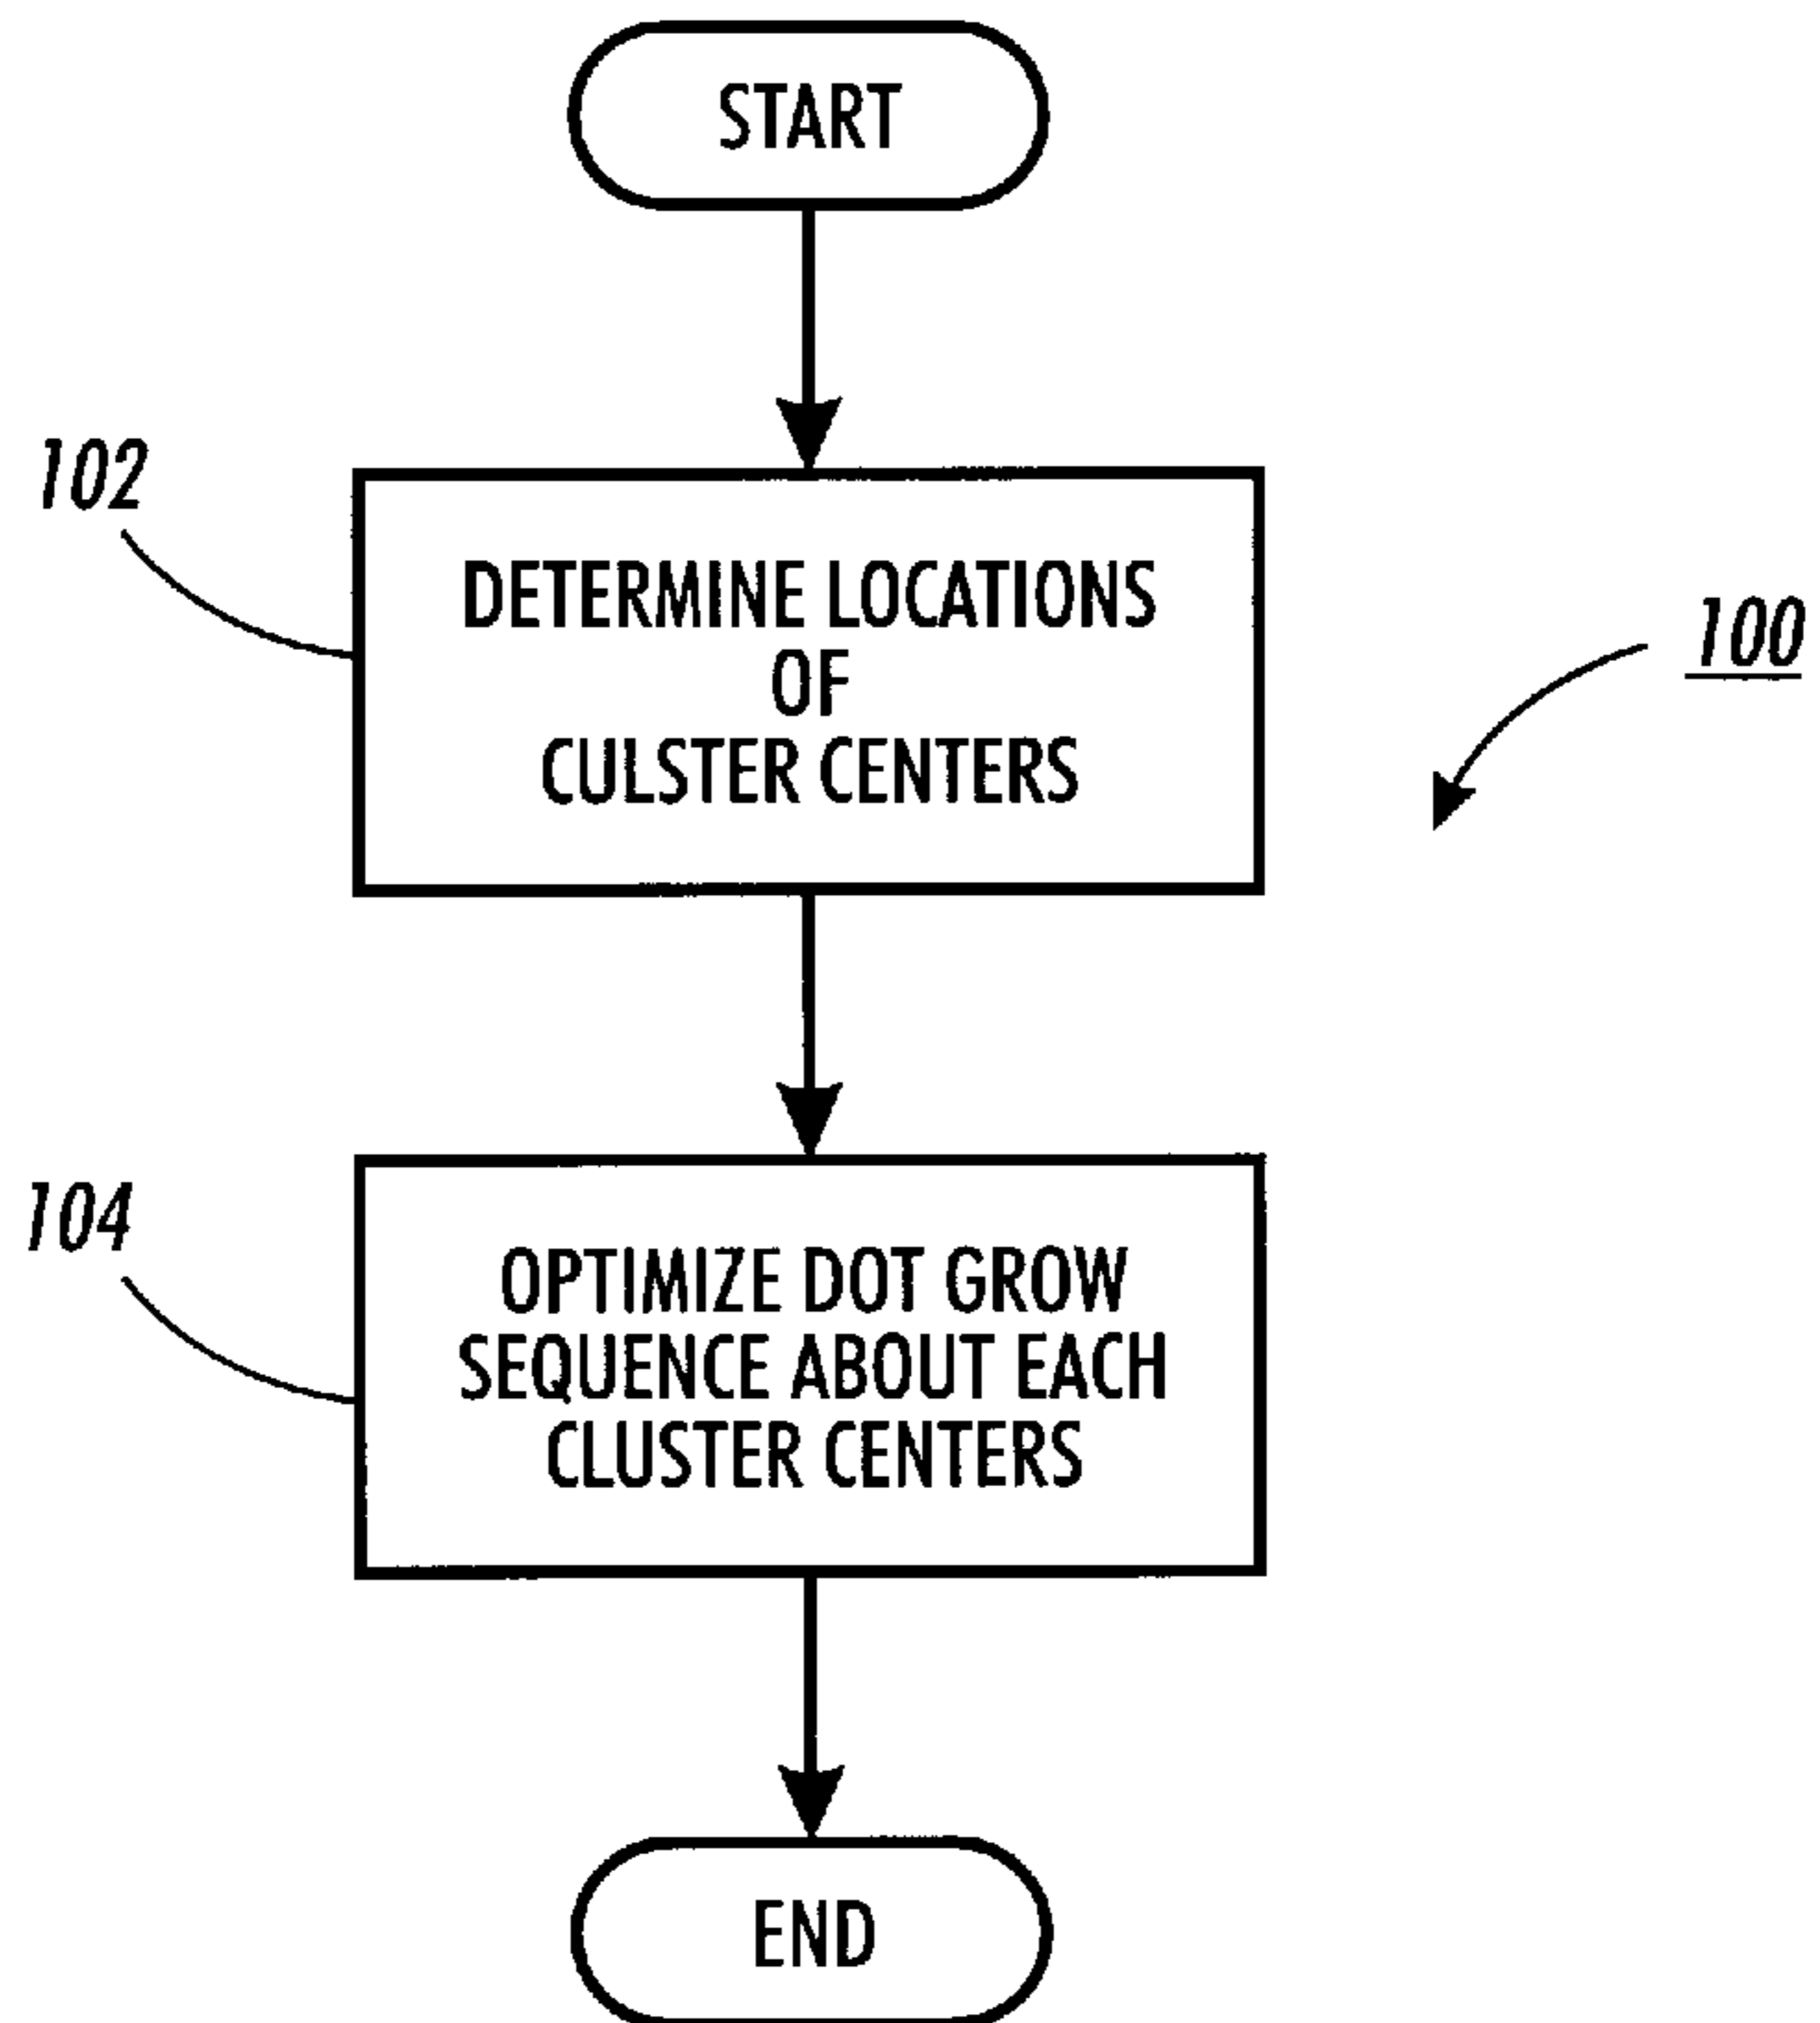 START
102
DETERMINE LOCATIONS
OF
CULSTER CENTERS
100
104
OPTIMIZE DOT GROW
SEQUENCE ABOUT EACH
CLUSTER CENTERS
END